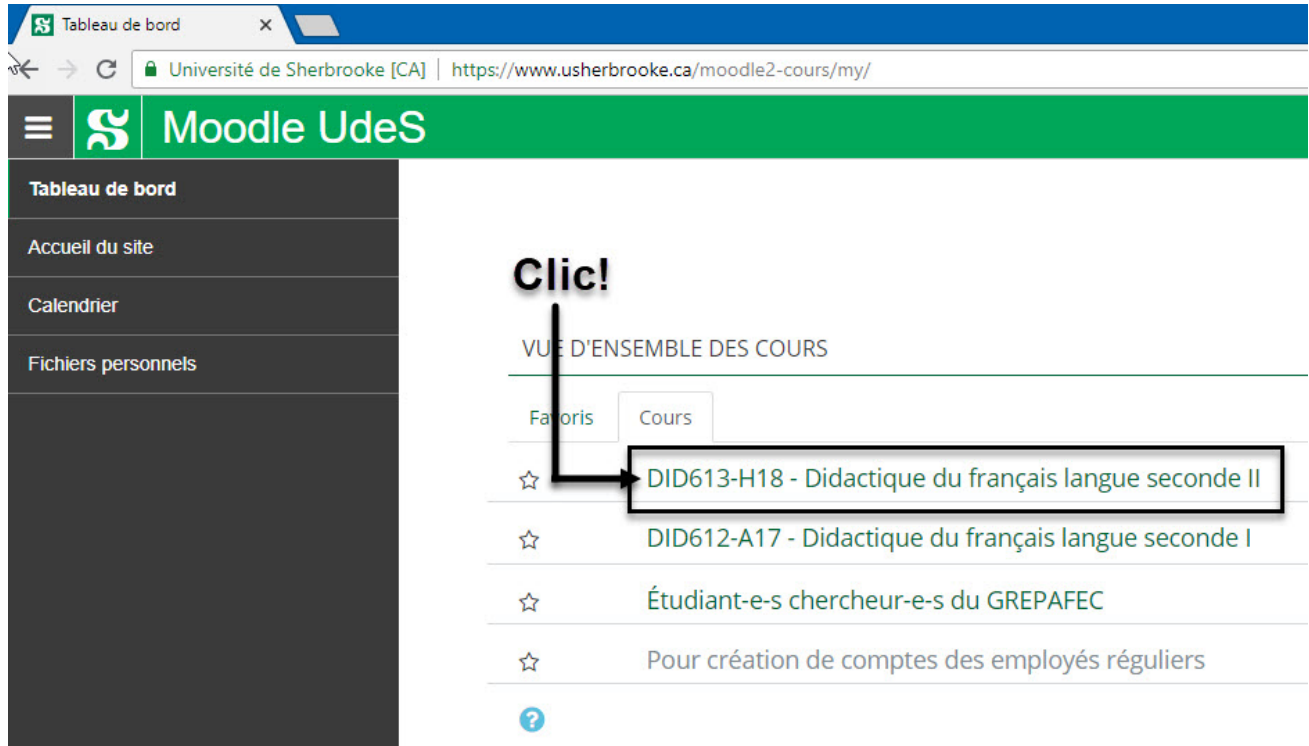 Tableau de bord
Université de Sherbrooke [CA] | https://www.usherbrooke.ca/moodle2-cours/my/
Moodle UdeS
Tableau de bord
Accueil du site
Calendrier
Fichiers personnels
Clic!
VUE D'ENSEMBLE DES COURS
Favoris Cours
DID613-H18 - Didactique du français langue seconde II
DID612-A17 - Didactique du français langue seconde I
Étudiant-e-s chercheur-e-s du GREPAFEC
Pour création de comptes des employés réguliers